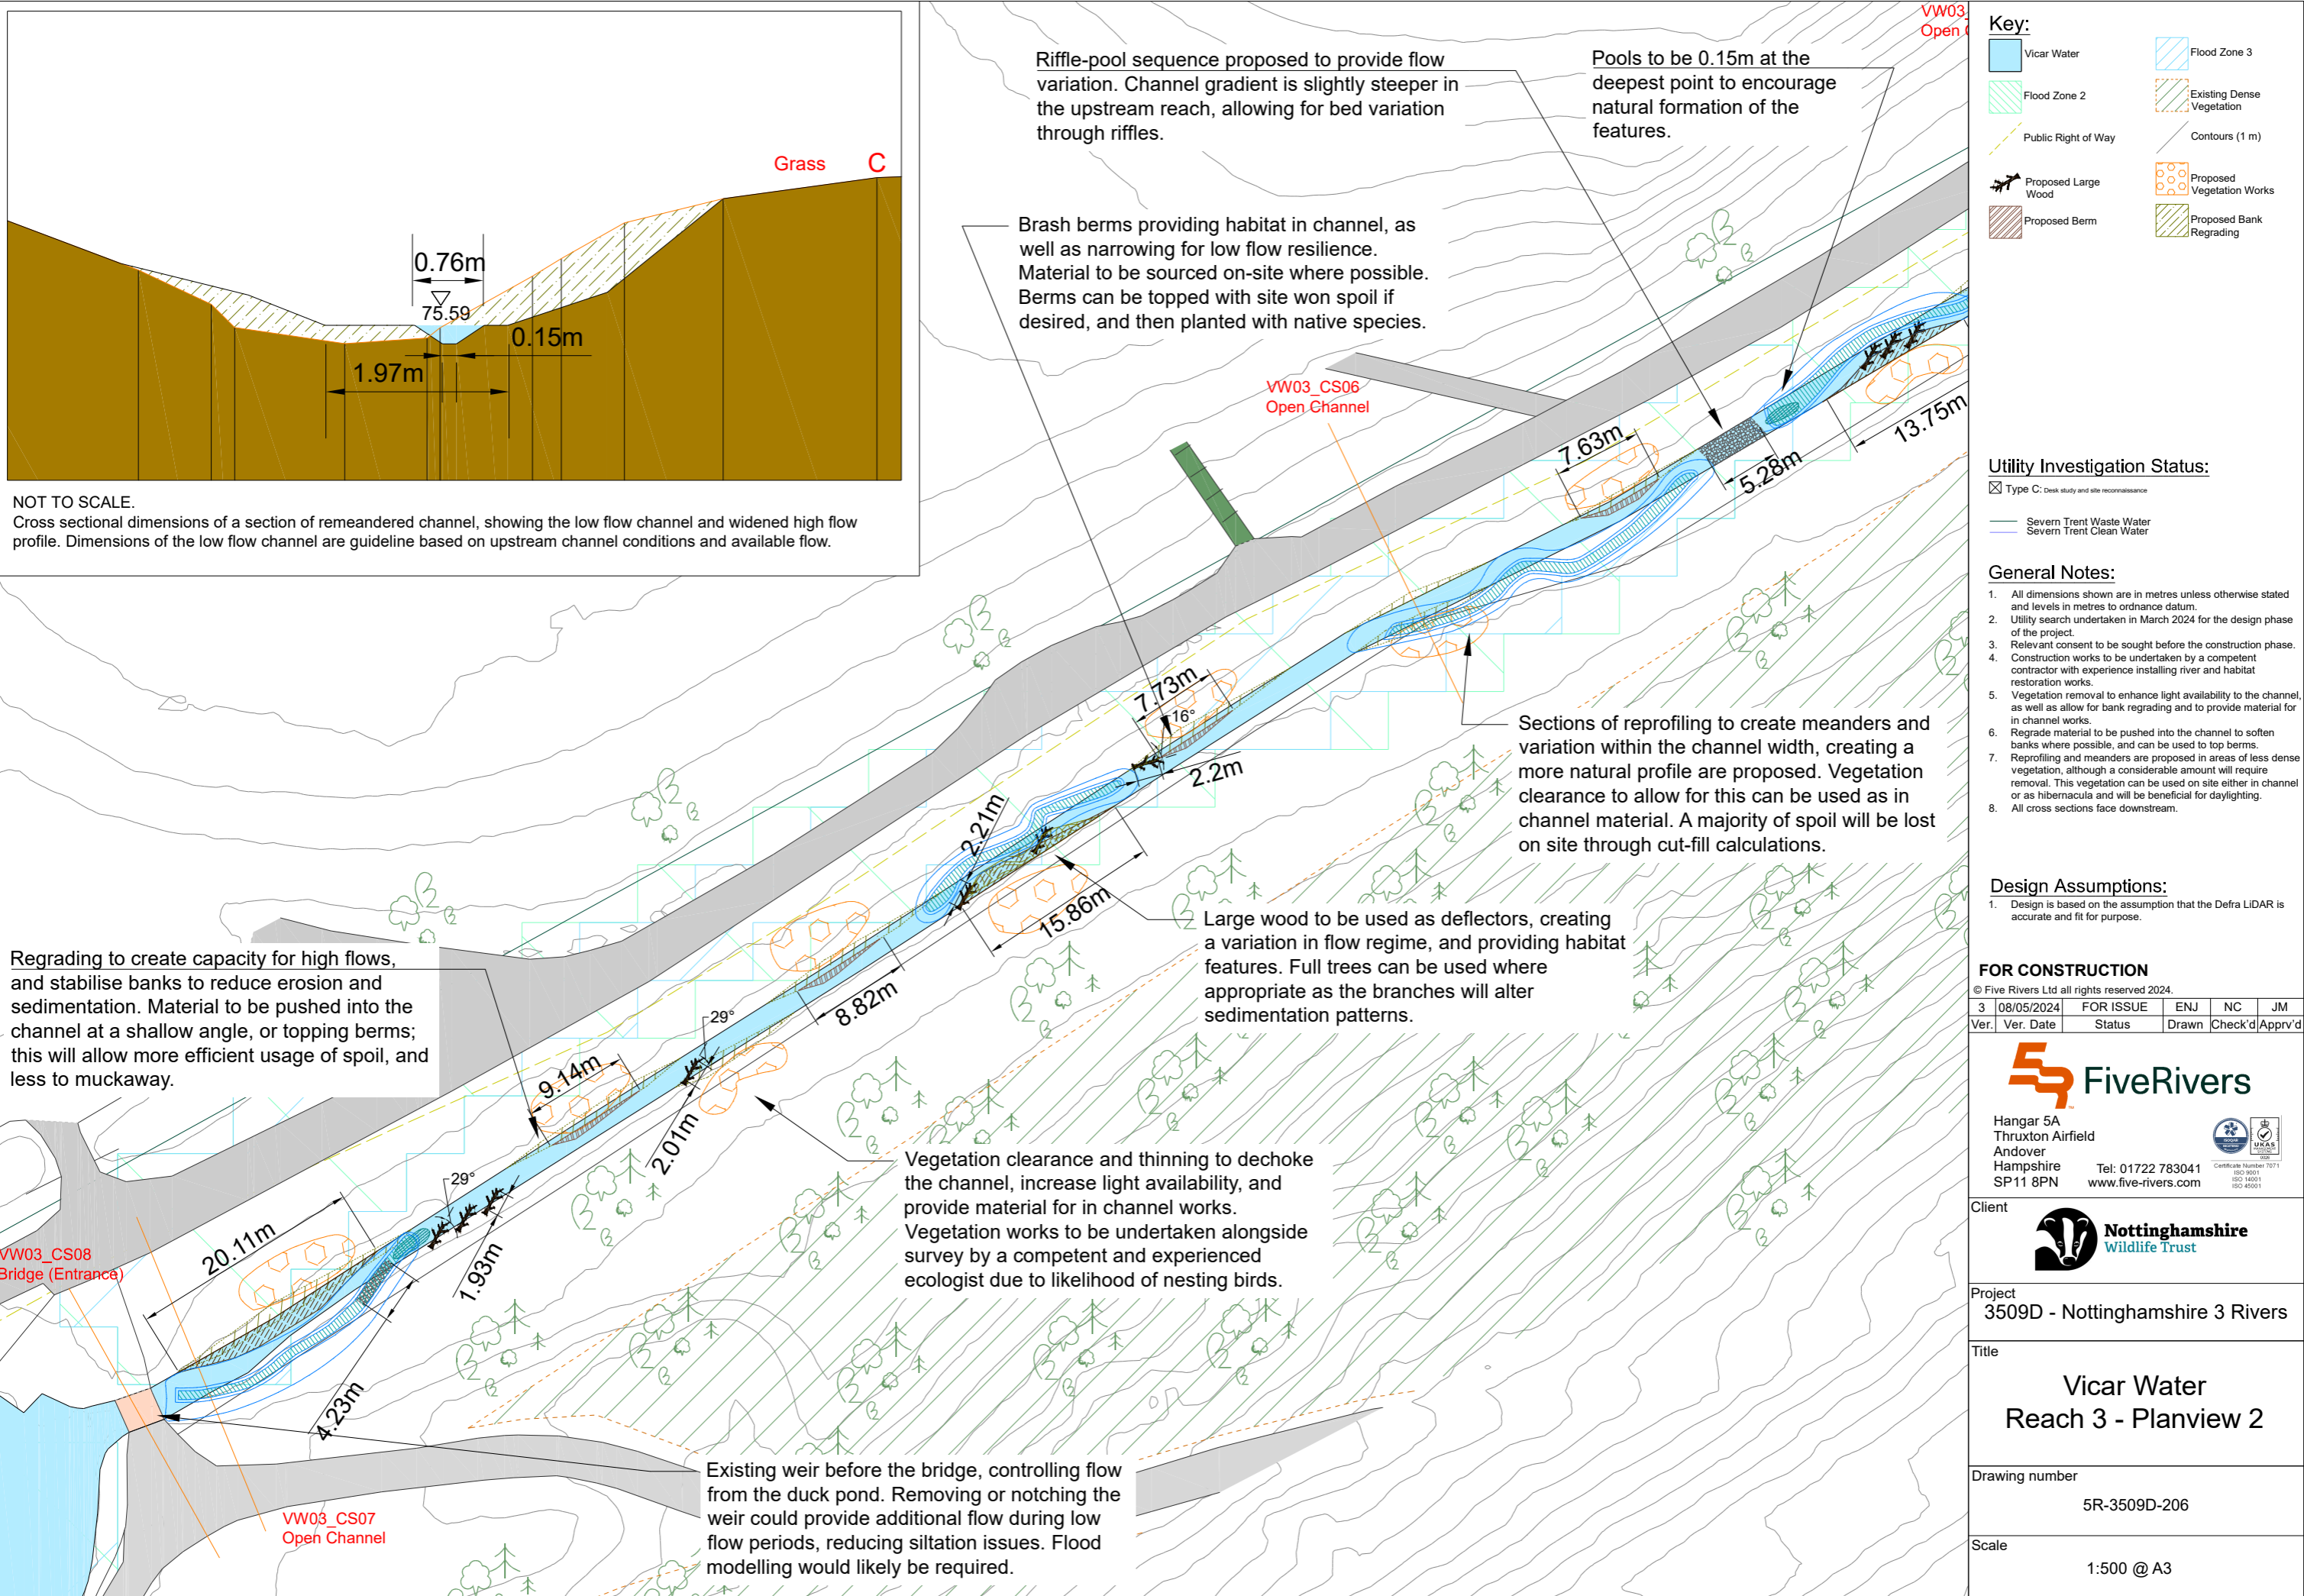 Grass C
0.76m
75.59
0.15m
1.97m
NOT TO SCALE.
Cross sectional dimensions of a section of remeandered channel, showing the low flow channel and widened high flow
profile. Dimensions of the low flow channel are guideline based on upstream channel conditions and available flow.
Riffle-pool sequence proposed to provide flow
variation. Channel gradient is slightly steeper in
the upstream reach, allowing for bed variation
through riffles.
Pools to be 0.15m at the
deepest point to encourage
natural formation of the
features.
VW03_
Open
Brash berms providing habitat in channel, as
well as narrowing for low flow resilience.
Material to be sourced on-site where possible.
Berms can be topped with site won spoil if
desired, and then planted with native species.
VW03_CS06
Open Channel
7.63m
5.28m
13.75m
7.73m
16°
2.2m
Sections of reprofiling to create meanders and
variation within the channel width, creating a
more natural profile are proposed. Vegetation
clearance to allow for this can be used as in
channel material. A majority of spoil will be lost
on site through cut-fill calculations.
2.21m
15.86m
Large wood to be used as deflectors, creating
a variation in flow regime, and providing habitat
features. Full trees can be used where
appropriate as the branches will alter
sedimentation patterns.
Regrading to create capacity for high flows,
and stabilise banks to reduce erosion and
sedimentation. Material to be pushed into the
channel at a shallow angle, or topping berms;
this will allow more efficient usage of spoil, and
less to muckaway.
8.82m
29°
9.14m
2.01m
Vegetation clearance and thinning to dechoke
the channel, increase light availability, and
provide material for in channel works.
Vegetation works to be undertaken alongside
survey by a competent and experienced
ecologist due to likelihood of nesting birds.
29°
1.93m
20.11m
VW03_CS08
Bridge (Entrance)
4.23m
Existing weir before the bridge, controlling flow
from the duck pond. Removing or notching the
weir could provide additional flow during low
flow periods, reducing siltation issues. Flood
modelling would likely be required.
VW03_CS07
Open Channel
Key:
Vicar Water
Flood Zone 3
Flood Zone 2
Existing Dense
Vegetation
Public Right of Way
Contours (1 m)
Proposed Large
Wood
Proposed
Vegetation Works
Proposed Berm
Proposed Bank
Regrading
Utility Investigation Status:
Type C: Desk study and site reconnaissance
Severn Trent Waste Water
Severn Trent Clean Water
General Notes:
1. All dimensions shown are in metres unless otherwise stated
and levels in metres to ordnance datum.
2. Utility search undertaken in March 2024 for the design phase
of the project.
3. Relevant consent to be sought before the construction phase.
4. Construction works to be undertaken by a competent
contractor with experience installing river and habitat
restoration works.
5. Vegetation removal to enhance light availability to the channel,
as well as allow for bank regrading and to provide material for
in channel works.
6. Regrade material to be pushed into the channel to soften
banks where possible, and can be used to top berms.
7. Reprofiling and meanders are proposed in areas of less dense
vegetation, although a considerable amount will require
removal. This vegetation can be used on site either in channel
or as hibernacula and will be beneficial for daylighting.
8. All cross sections face downstream.
Design Assumptions:
1. Design is based on the assumption that the Defra LiDAR is
accurate and fit for purpose.
FOR CONSTRUCTION
© Five Rivers Ltd all rights reserved 2024.
3 08/05/2024 FOR ISSUE ENJ NC JM
Ver. Ver. Date Status Drawn Check'd Apprv'd
FiveRivers
Hangar 5A
Thruxton Airfield
Andover
Hampshire
SP11 8PN
Tel: 01722 783041
www.five-rivers.com
UKAS
Certificate Number 7071
ISO 9001
ISO 14001
ISO 45001
Client
Nottinghamshire
Wildlife Trust
Project
3509D - Nottinghamshire 3 Rivers
Title
Vicar Water
Reach 3 - Planview 2
Drawing number
5R-3509D-206
Scale
1:500 @ A3